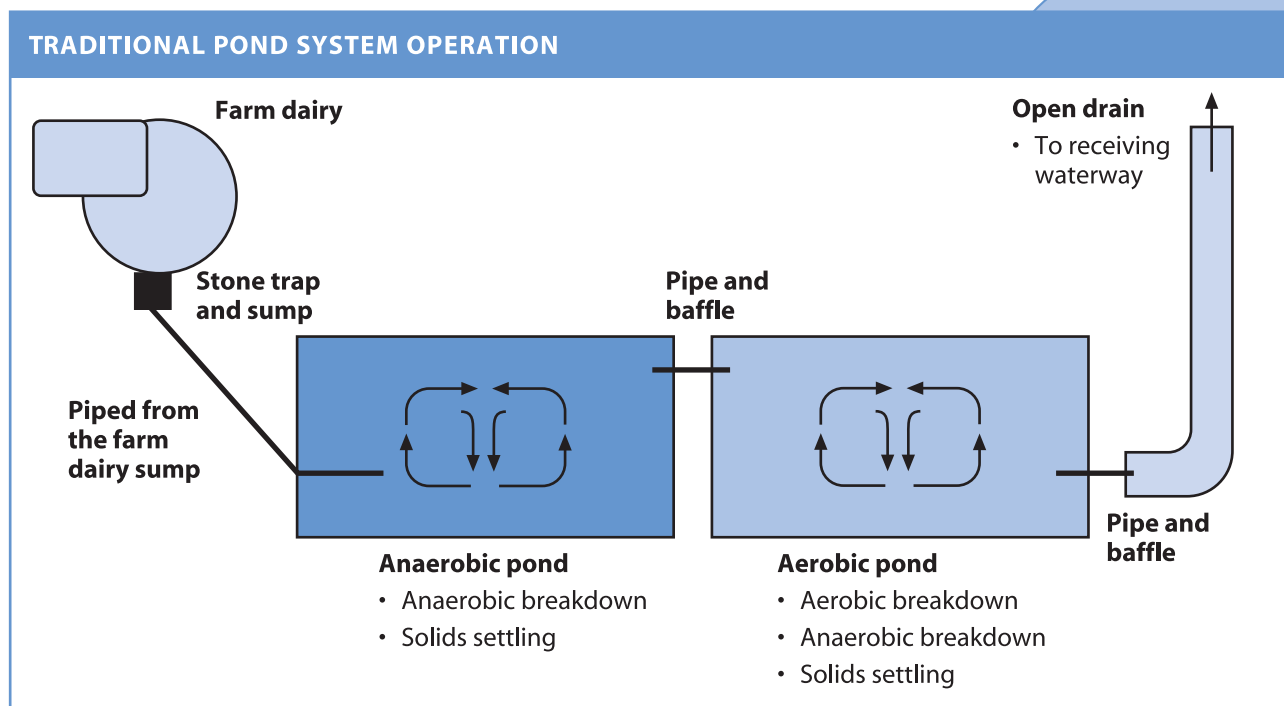 TRADITIONAL POND SYSTEM OPERATION
Farm dairy
Open drain
• To receiving
waterway
Stone trap
and sump
Pipe and
baffle
Piped from
the farm
dairy sump
Pipe and
baffle
Anaerobic pond
• Anaerobic breakdown
• Solids settling
Aerobic pond
• Aerobic breakdown
• Anaerobic breakdown
• Solids settling